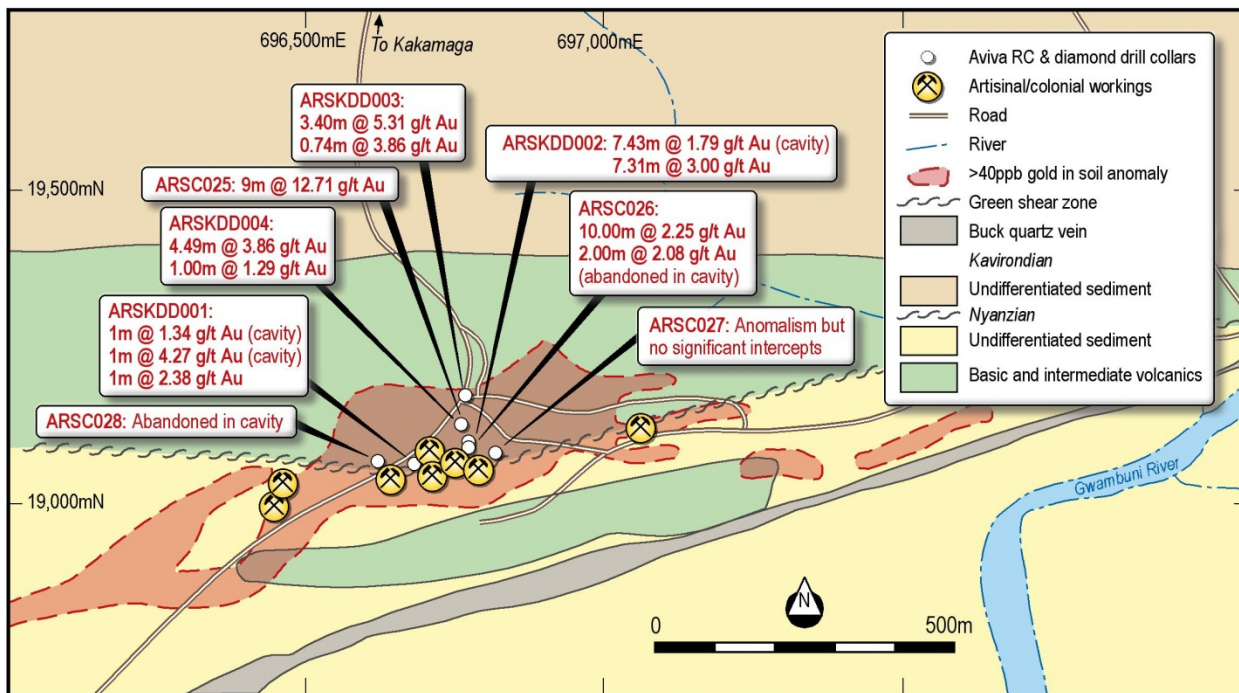 696,500mE
To Kakamaga
697,000mE
19,500mN
19,000mN
ARSKDD003:
3.40m @ 5.31 g/t Au
0.74m @ 3.86 g/t Au
ARSKDD002: 7.43m @ 1.79 g/t Au (cavity)
7.31m @ 3.00 g/t Au
ARSC025: 9m @ 12.71 g/t Au
ARSKDD004:
4.49m @ 3.86 g/t Au
1.00m @ 1.29 g/t Au
ARSC026:
10.00m @ 2.25 g/t Au
2.00m @ 2.08 g/t Au
(abandoned in cavity)
ARSKDD001:
1m @ 1.34 g/t Au (cavity)
1m @ 4.27 g/t Au (cavity)
1m @ 2.38 g/t Au
ARSC027: Anomalism but
no significant intercepts
ARSC028: Abandoned in cavity
Aviva RC & diamond drill collars
Artisinal/colonial workings
Road
River
>40ppb gold in soil anomaly
Green shear zone
Buck quartz vein
Kavirondian
Undifferentiated sediment
Nyanzian
Undifferentiated sediment
Basic and intermediate volcanics
Gwambuni River
N
0
500m